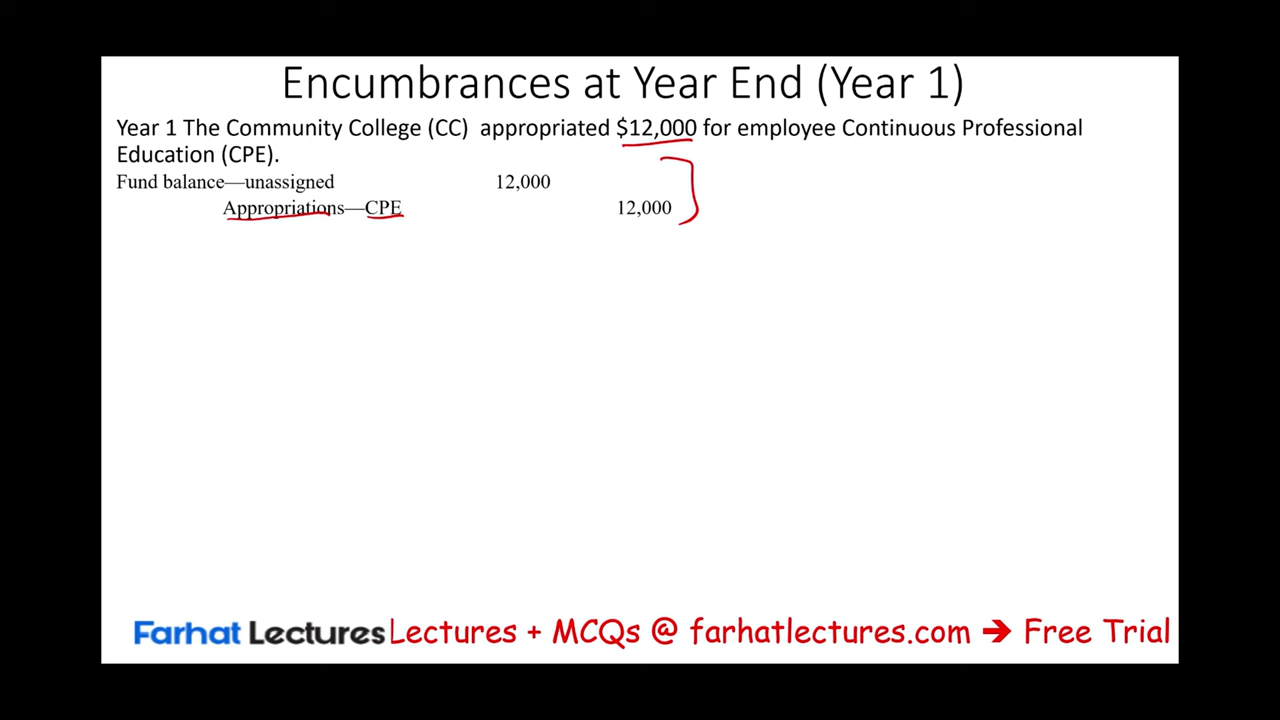 Encumbrances at Year End (Year 1)
Year 1 The Community College (CC) appropriated $12,000 for employee Continuous Professional
Education (CPE).
Fund balance—unassigned 12,000
Appropriations—CPE 12,000
Farhat Lectures Lectures + MCQs @ farhatlectures.com → Free Trial